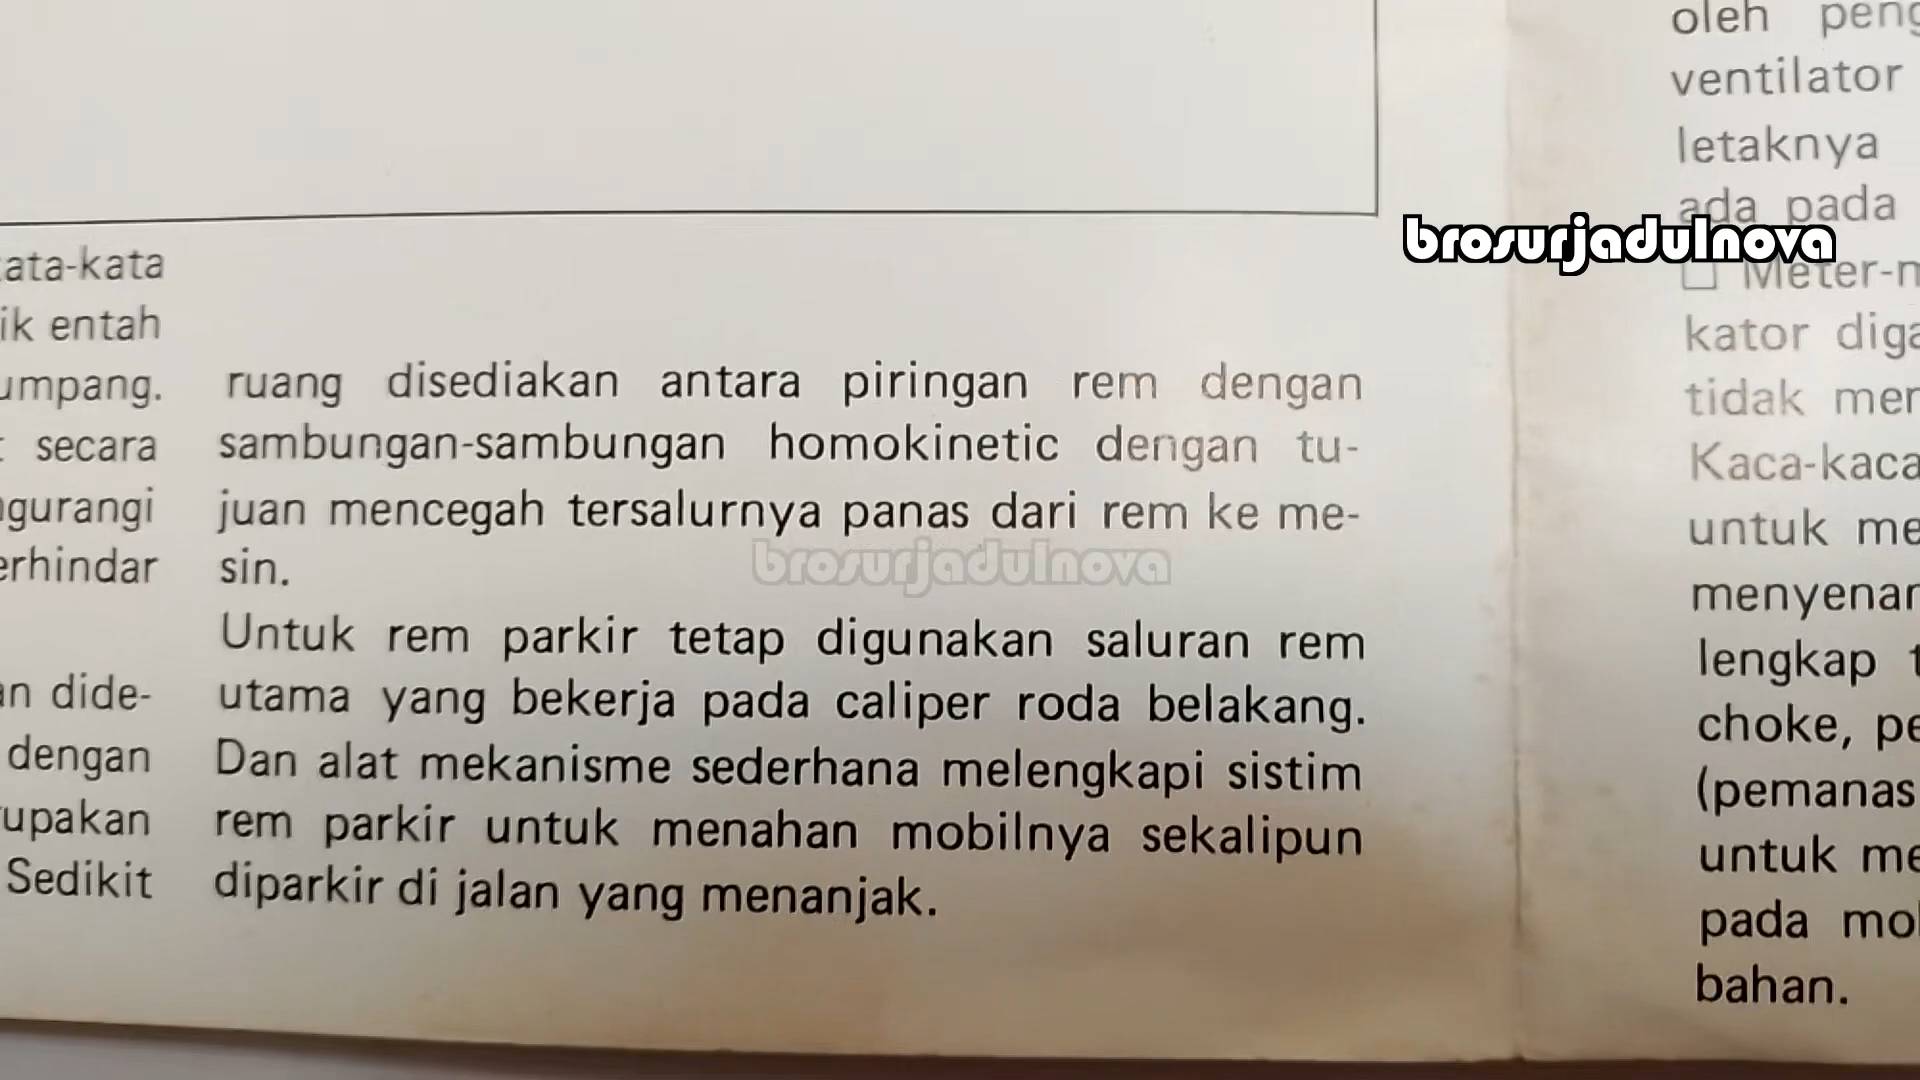 ata-kata
ik entah
umpang.
secara
gurangi
erhindar
an dide-
dengan
upakan
Sedikit
ruang disediakan antara piringan rem dengan
sambungan-sambungan homokinetic dengan tu-
juan mencegah tersalurnya panas dari rem ke me-
sin.
Untuk rem parkir tetap digunakan saluran rem
utama yang bekerja pada caliper roda belakang.
Dan alat mekanisme sederhana melengkapi sistim
rem parkir untuk menahan mobilnya sekalipun
diparkir di jalan yang menanjak.
brosurjadulnova
oleh peng
ventilator
letaknya
ada pada
brosurjadulnova
□ Meter-m
kator diga
tidak mer
Kaca-kaca
untuk me
menyenar
lengkap t
choke, pe
(pemanas
untuk me
pada mob
bahan.